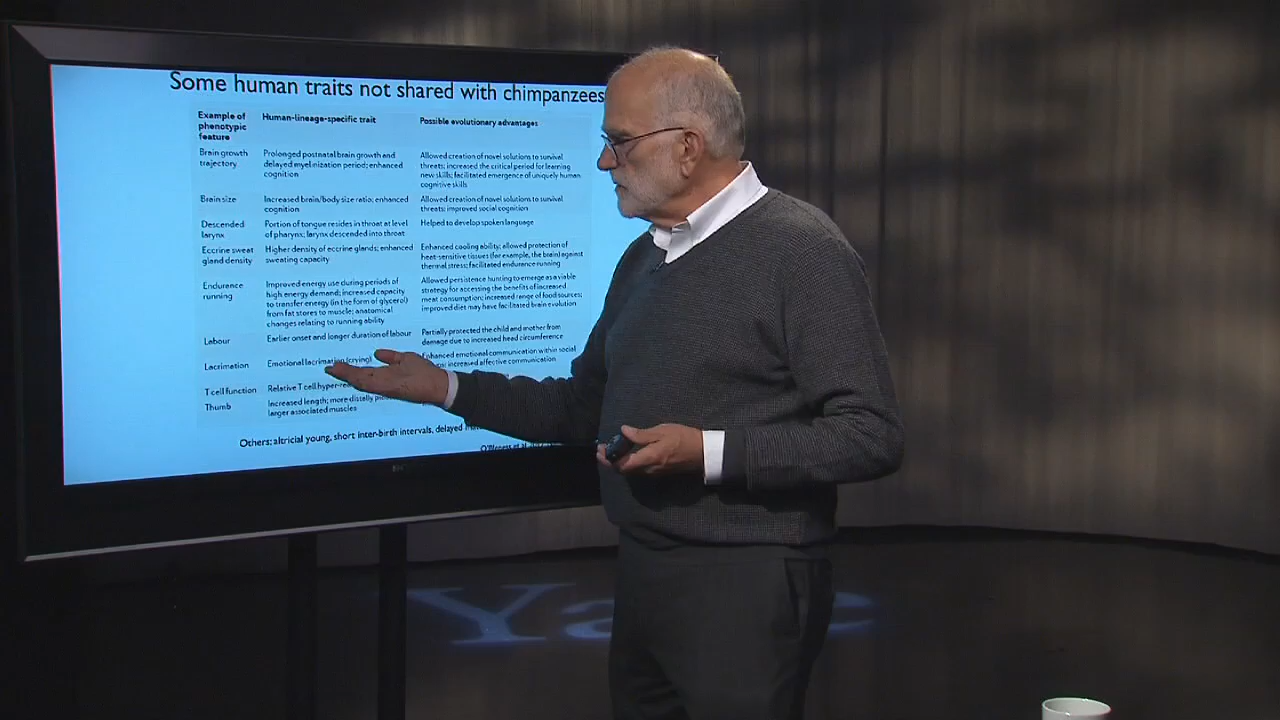 Some human traits not shared with chimpanzees
Example of
phenotypic
feature
Human-lineage-specific trait
Possible evolutionary advantages
Brain growth
trajectory
Prolonged postnatal brain growth and
delayed myelinization period; enhanced
cognition
Allowed creation of novel solutions to survival
threats; increased the critical period for learning
new skills; facilitated emergence of uniquely human
cognitive skills
Brain size
Increased brain/body size ratio; enhanced
cognition
Allowed creation of novel solutions to survival
threats; improved social cognition
Descended
larynx
Portion of tongue resides in throat at level
of pharynx; larynx descended into throat
Helped to develop spoken language
Eccrine sweat
gland density
Higher density of eccrine glands; enhanced
sweating capacity
Enhanced cooling ability; allowed protection of
heat-sensitive tissues (for example, the brain) against
thermal stress; facilitated endurance running
Endurance
running
Improved energy use during periods of
high energy demand; increased capacity
to transfer energy (in the form of glycerol)
from fat stores to muscle; anatomical
changes relating to running ability
Allowed persistence hunting to emerge as a viable
strategy for accessing the benefits of increased
meat consumption; increased range of food sources;
improved diet may have facilitated brain evolution
Labour
Earlier onset and longer duration of labour
Partially protected the child and mother from
damage due to increased head circumference
Lacrimation
Emotional lacrimation (crying)
Enhanced emotional communication within social
increased affective communication
T cell function
Relative T cell
Thumb
Increased length; more distally
larger associated muscles
Others: altricial young, short inter-birth intervals, delayed
Ya e